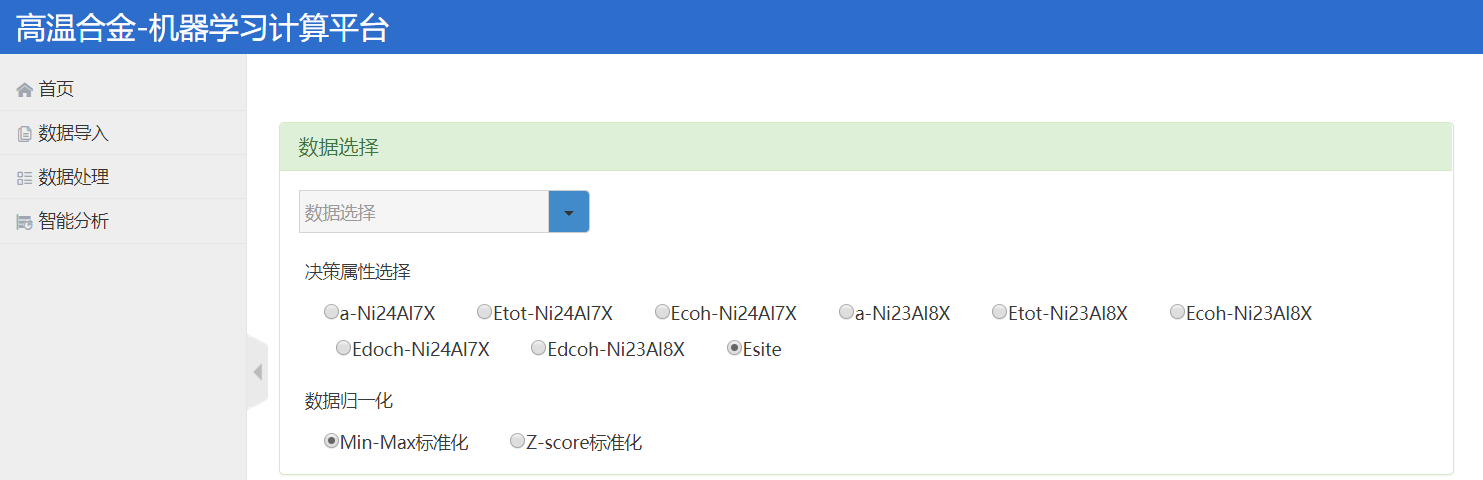 高温合金-机器学习计算平台
首页
数据导入
数据处理
智能分析
数据选择
数据选择
决策属性选择
a-Ni24Al7X Etot-Ni24Al7X Ecoh-Ni24Al7X a-Ni23Al8X Etot-Ni23Al8X Ecoh-Ni23Al8X
Edoch-Ni24Al7X Edcoh-Ni23Al8X Esite
数据归一化
Min-Max标准化 Z-score标准化